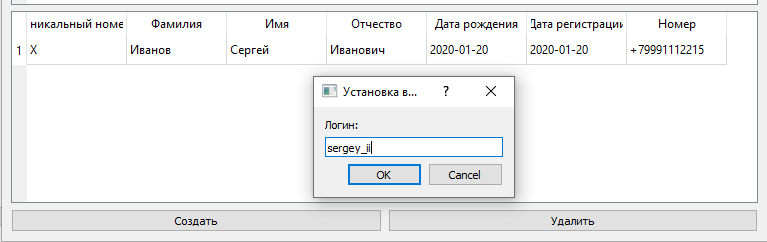 никальный номе Фамилия Имя Отчество Дата рождения Дата регистрации Номер
1 X Иванов Сергей Иванович 2020-01-20 2020-01-20 +79991112215
Установка в... ?
Логин:
sergey_ii
OK Cancel
Создать Удалить